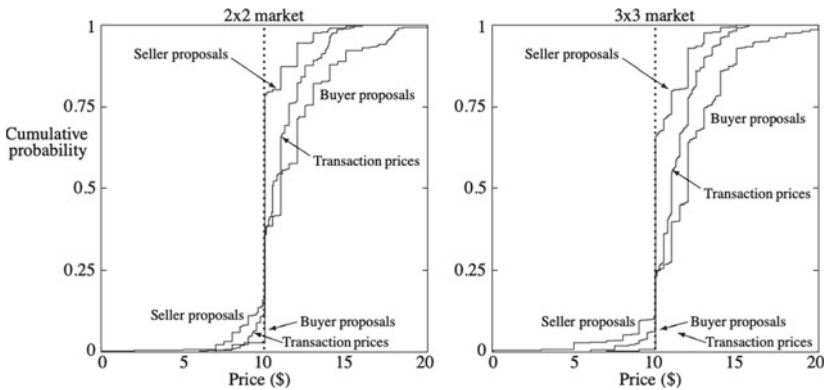 2x2 market
3x3 market
1
0.75
Cumulative
probability
0.5
0.25
0
Seller proposals
Buyer proposals
Transaction prices
Seller proposals
Buyer proposals
Transaction prices
0 5 10 15 20
Price ($)
1
0.75
0.5
0.25
0
Seller proposals
Buyer proposals
Transaction prices
Seller proposals
Buyer proposals
Transaction prices
0 5 10 15 20
Price ($)